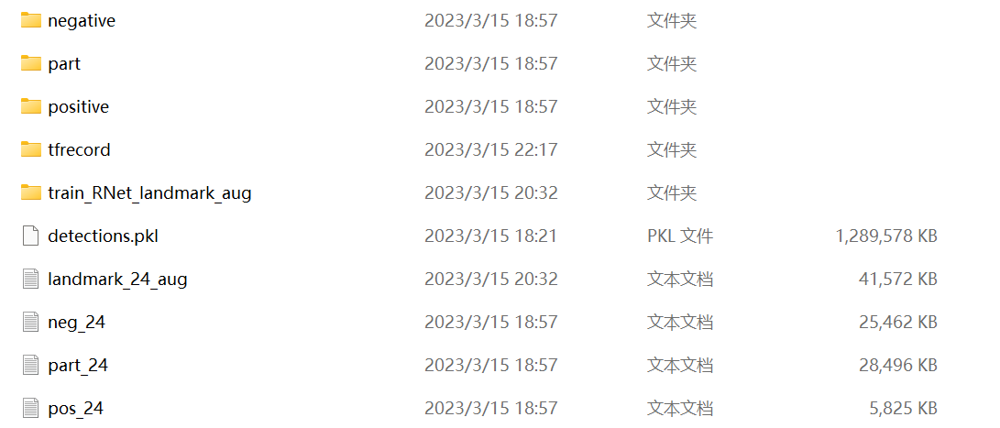 negative 2023/3/15 18:57 文件夹
part 2023/3/15 18:57 文件夹
positive 2023/3/15 18:57 文件夹
tfrecord 2023/3/15 22:17 文件夹
train_RNet_landmark_aug 2023/3/15 20:32 文件夹
detections.pkl 2023/3/15 18:21 PKL 文件 1,289,578 KB
landmark_24_aug 2023/3/15 20:32 文本文档 41,572 KB
neg_24 2023/3/15 18:57 文本文档 25,462 KB
part_24 2023/3/15 18:57 文本文档 28,496 KB
pos_24 2023/3/15 18:57 文本文档 5,825 KB